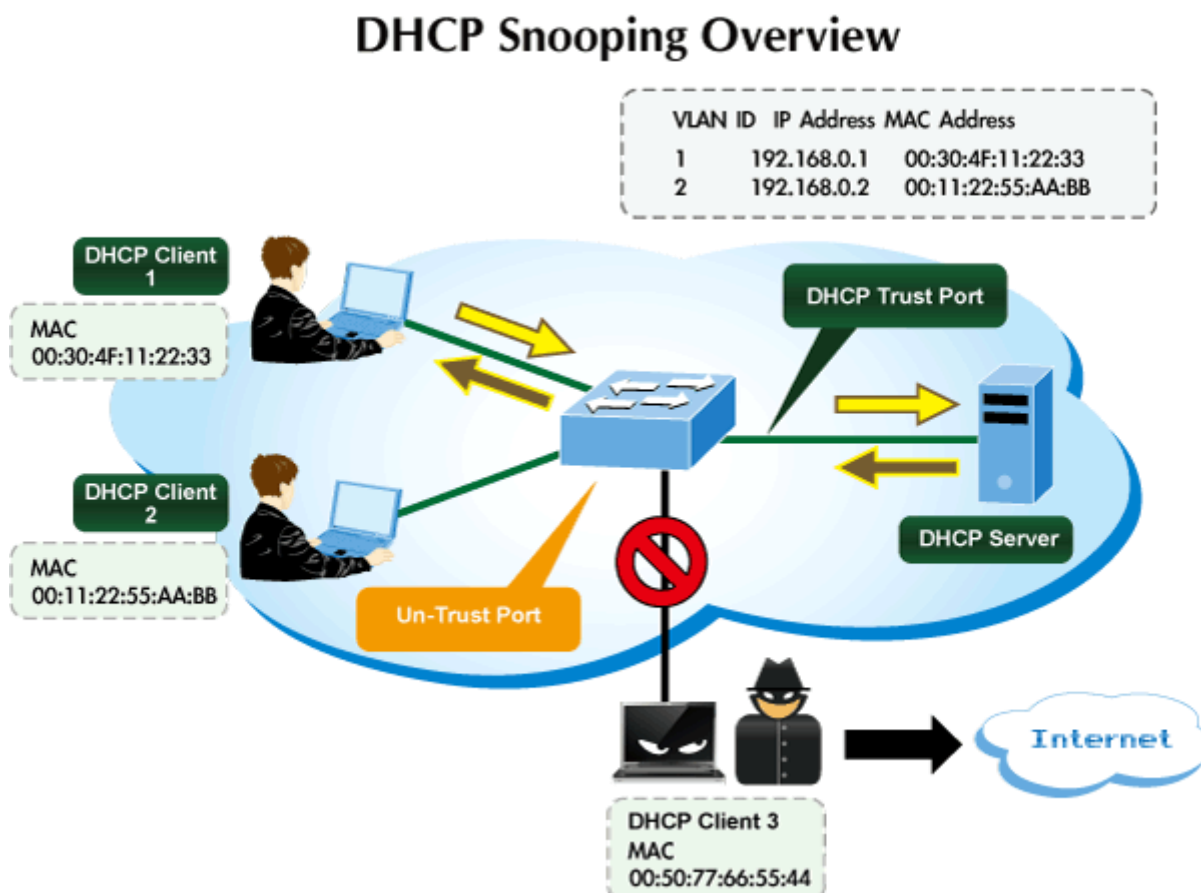 DHCP Snooping Overview
VLAN ID IP Address MAC Address
1 192.168.0.1 00:30:4F:11:22:33
2 192.168.0.2 00:11:22:55:AA:BB
DHCP Client
1
MAC
00:30:4F:11:22:33
DHCP Trust Port
DHCP Client
2
MAC
00:11:22:55:AA:BB
DHCP Server
Un-Trust Port
Internet
DHCP Client 3
MAC
00:50:77:66:55:44